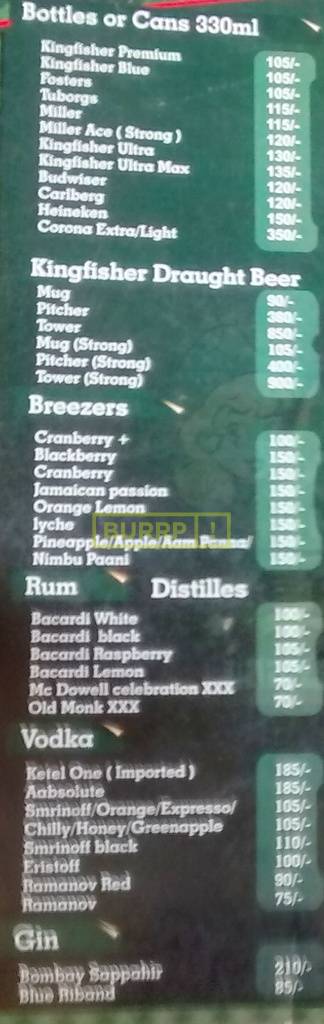 Bottles or Cans 330ml
Kingfisher Premium 105/-
Kingfisher Blue 105/-
Fosters 105/-
Tuborgs 115/-
Miller 115/-
Miller Ace ( Strong ) 120/-
Kingfisher Ultra 130/-
Kingfisher Ultra Max 135/-
Budwiser 120/-
Carlberg 120/-
Heineken 150/-
Corona Extra/Light 350/-
Kingfisher Draught Beer
Mug 90/-
Pitcher 380/-
Tower 850/-
Mug (Strong) 105/-
Pitcher (Strong) 400/-
Tower (Strong) 900/-
Breezers
Cranberry + 100/-
Blackberry 150/-
Cranberry 150/-
Jamaican passion 150/-
Orange Lemon 150/-
lyche 150/-
BURRP !
Pineapple/Apple/Aam Panna/ 150/-
Nimbu Paani 150/-
Rum Distilles
Bacardi White 100/-
Bacardi black 100/-
Bacardi Raspberry 105/-
Bacardi Lemon 105/-
Mc Dowell celebration XXX 70/-
Old Monk XXX 70/-
Vodka
Ketel One ( Imported ) 185/-
Aabsolute 185/-
Smrinoff/Orange/Expresso/ 105/-
Chilly/Honey/Greenapple 105/-
Smrinoff black 110/-
Eristoff 100/-
Ramanov Red 90/-
Ramanov 75/-
Gin
Bombay Sappahir 210/-
Blue Riband 85/-